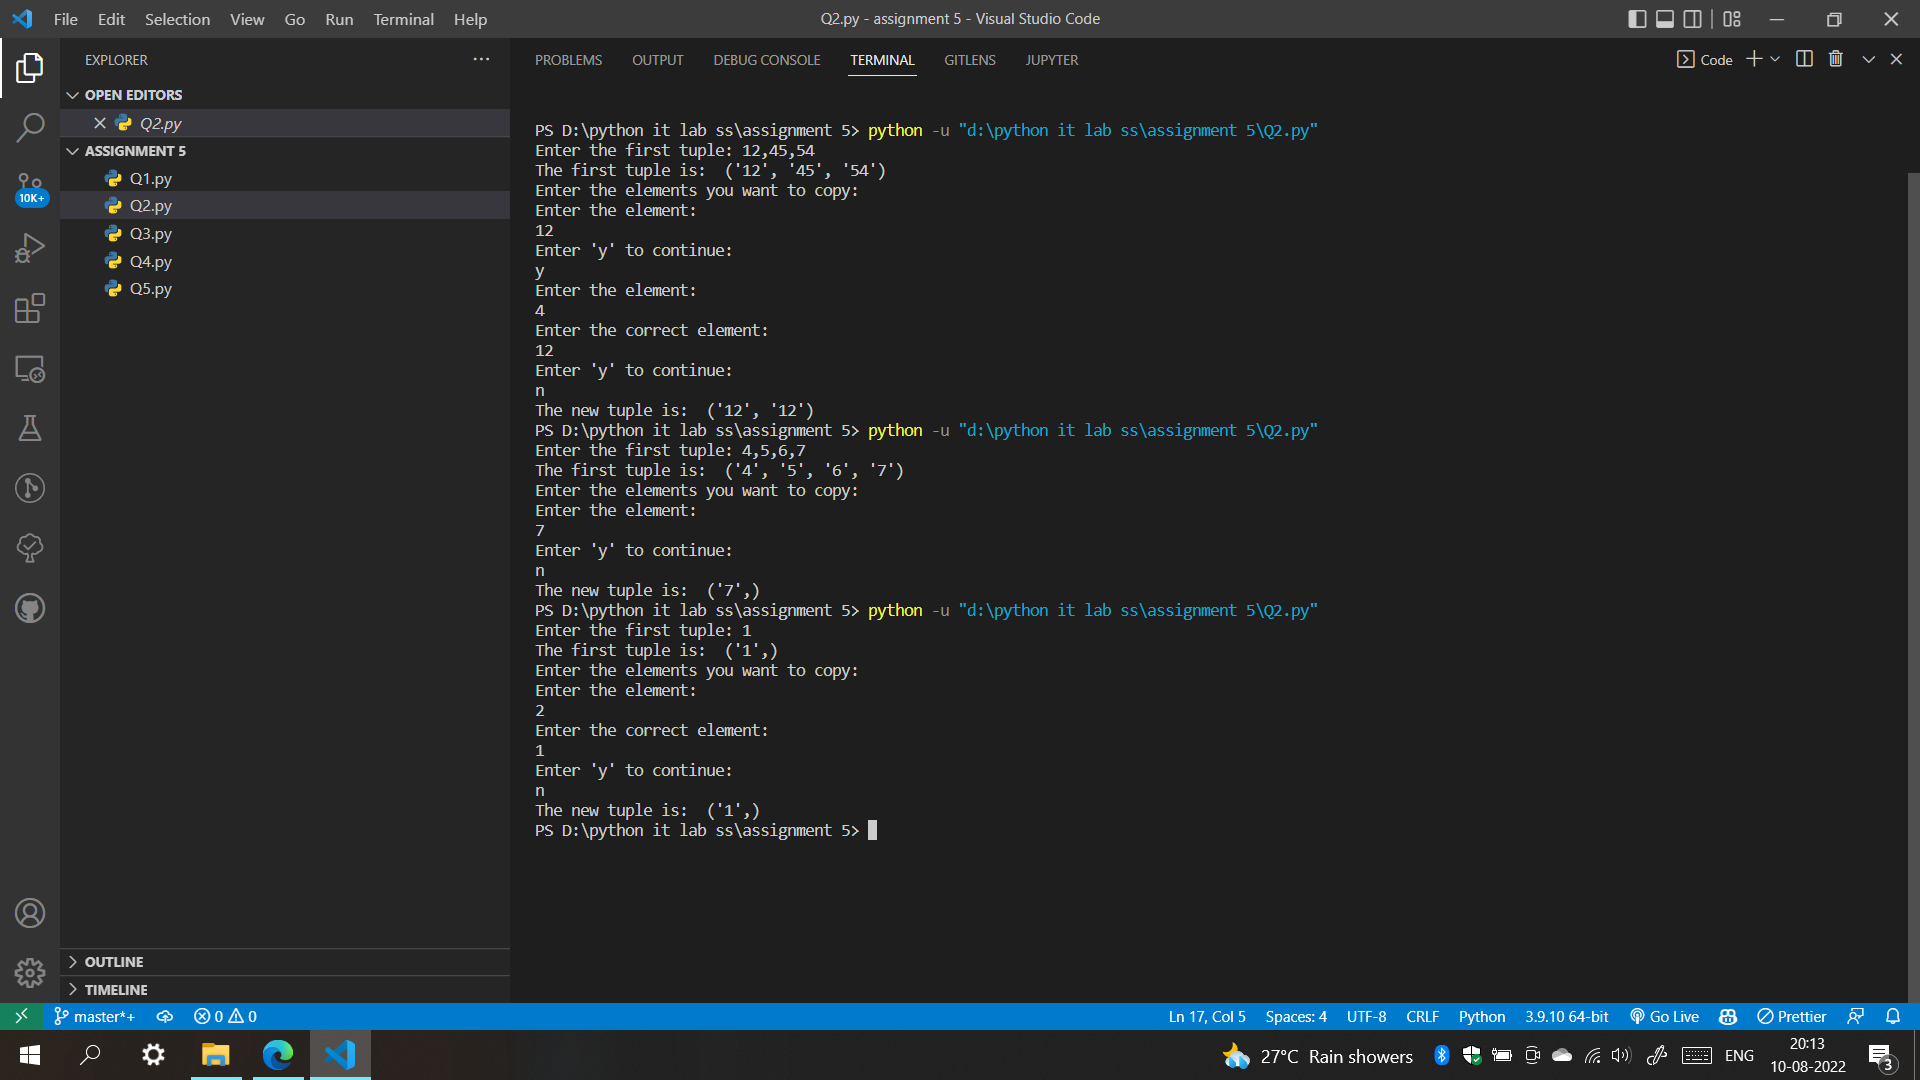 File Edit Selection View Go Run Terminal Help
Q2.py - assignment 5 - Visual Studio Code
EXPLORER
OPEN EDITORS
Q2.py
ASSIGNMENT 5
Q1.py
Q2.py
Q3.py
Q4.py
Q5.py
10K+
OUTLINE
TIMELINE
PROBLEMS OUTPUT DEBUG CONSOLE TERMINAL GITLENS JUPYTER
Code
PS D:\python it lab ss\assignment 5> python -u "d:\python it lab ss\assignment 5\Q2.py"
Enter the first tuple: 12,45,54
The first tuple is:  ('12', '45', '54')
Enter the elements you want to copy:
Enter the element:
12
Enter 'y' to continue:
y
Enter the element:
4
Enter the correct element:
12
Enter 'y' to continue:
n
The new tuple is:  ('12', '12')
PS D:\python it lab ss\assignment 5> python -u "d:\python it lab ss\assignment 5\Q2.py"
Enter the first tuple: 4,5,6,7
The first tuple is:  ('4', '5', '6', '7')
Enter the elements you want to copy:
Enter the element:
7
Enter 'y' to continue:
n
The new tuple is:  ('7',)
PS D:\python it lab ss\assignment 5> python -u "d:\python it lab ss\assignment 5\Q2.py"
Enter the first tuple: 1
The first tuple is:  ('1',)
Enter the elements you want to copy:
Enter the element:
2
Enter the correct element:
1
Enter 'y' to continue:
n
The new tuple is:  ('1',)
PS D:\python it lab ss\assignment 5>
master*+ 0 0
Ln 17, Col 5 Spaces: 4 UTF-8 CRLF Python 3.9.10 64-bit Go Live Prettier
27°C Rain showers ENG
20:13
10-08-2022
3